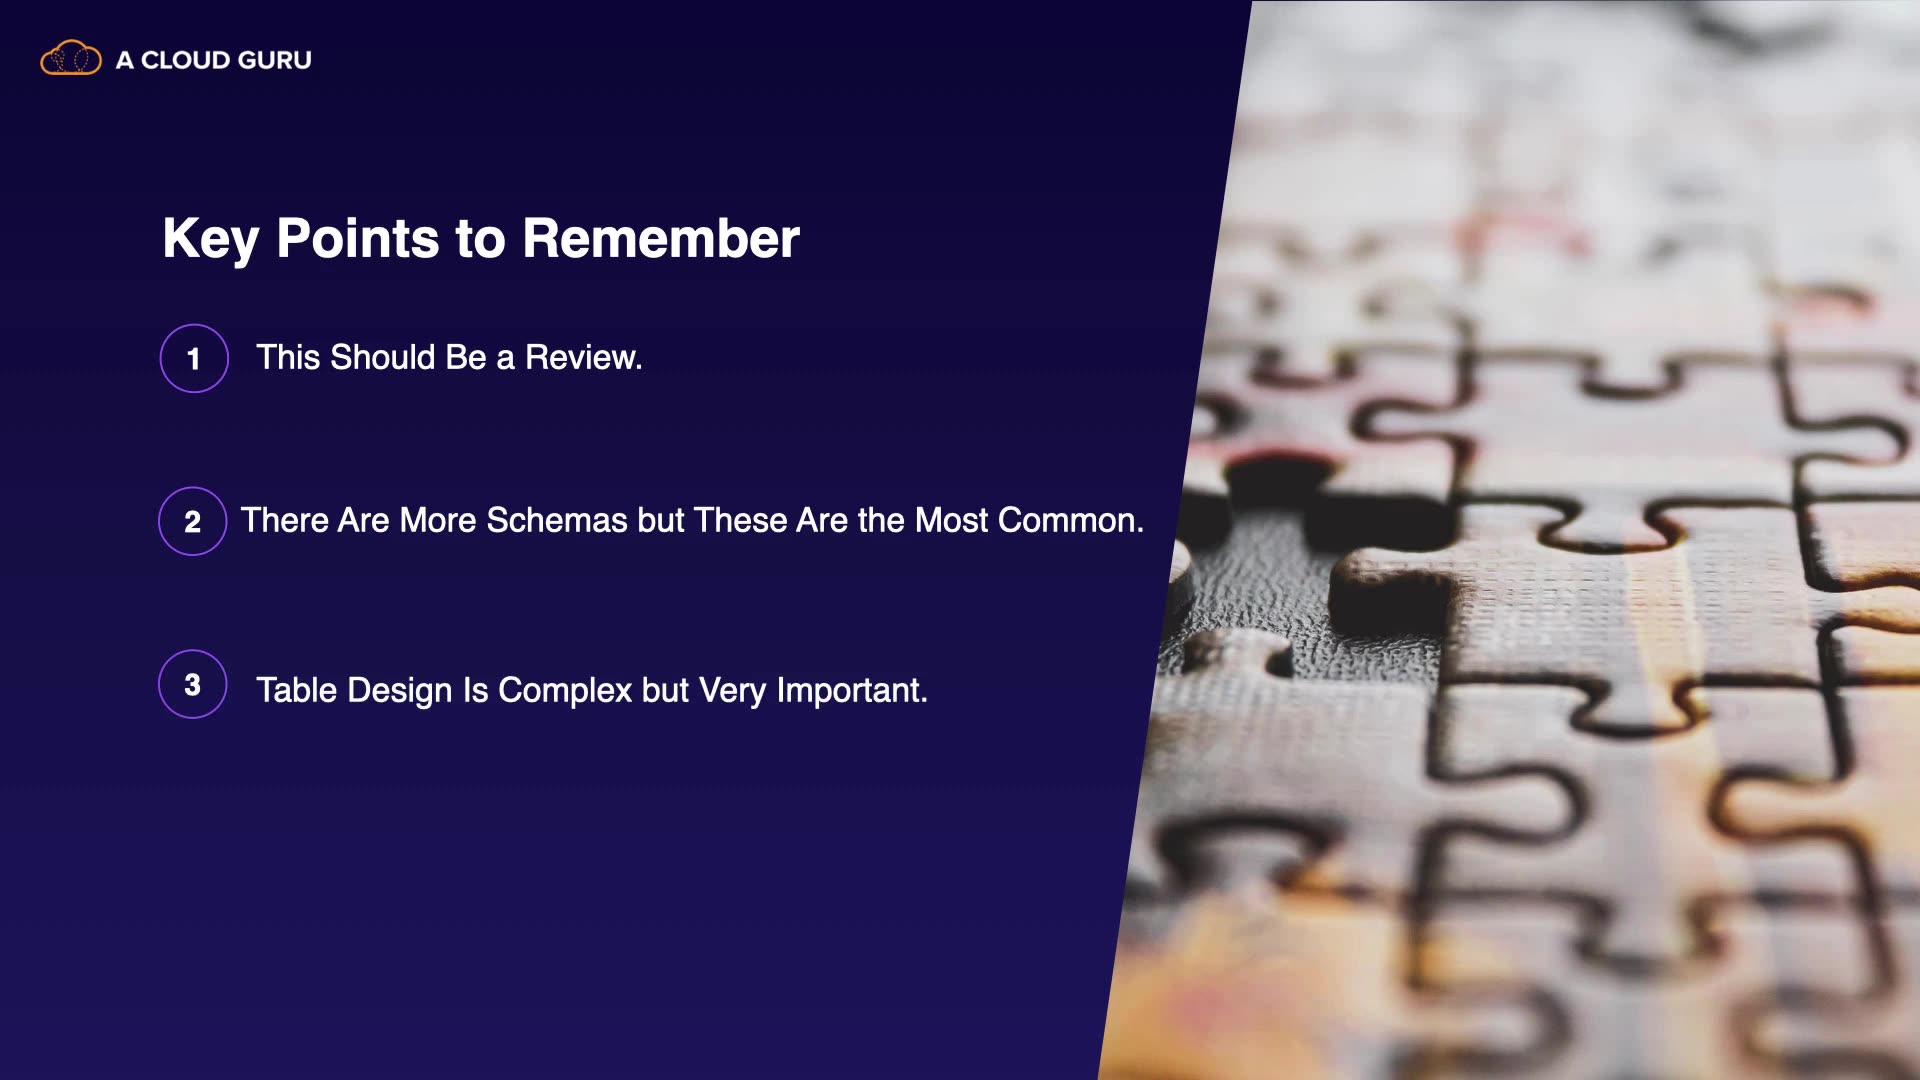 A CLOUD GURU
Key Points to Remember
1 This Should Be a Review.
2 There Are More Schemas but These Are the Most Common.
3 Table Design Is Complex but Very Important.